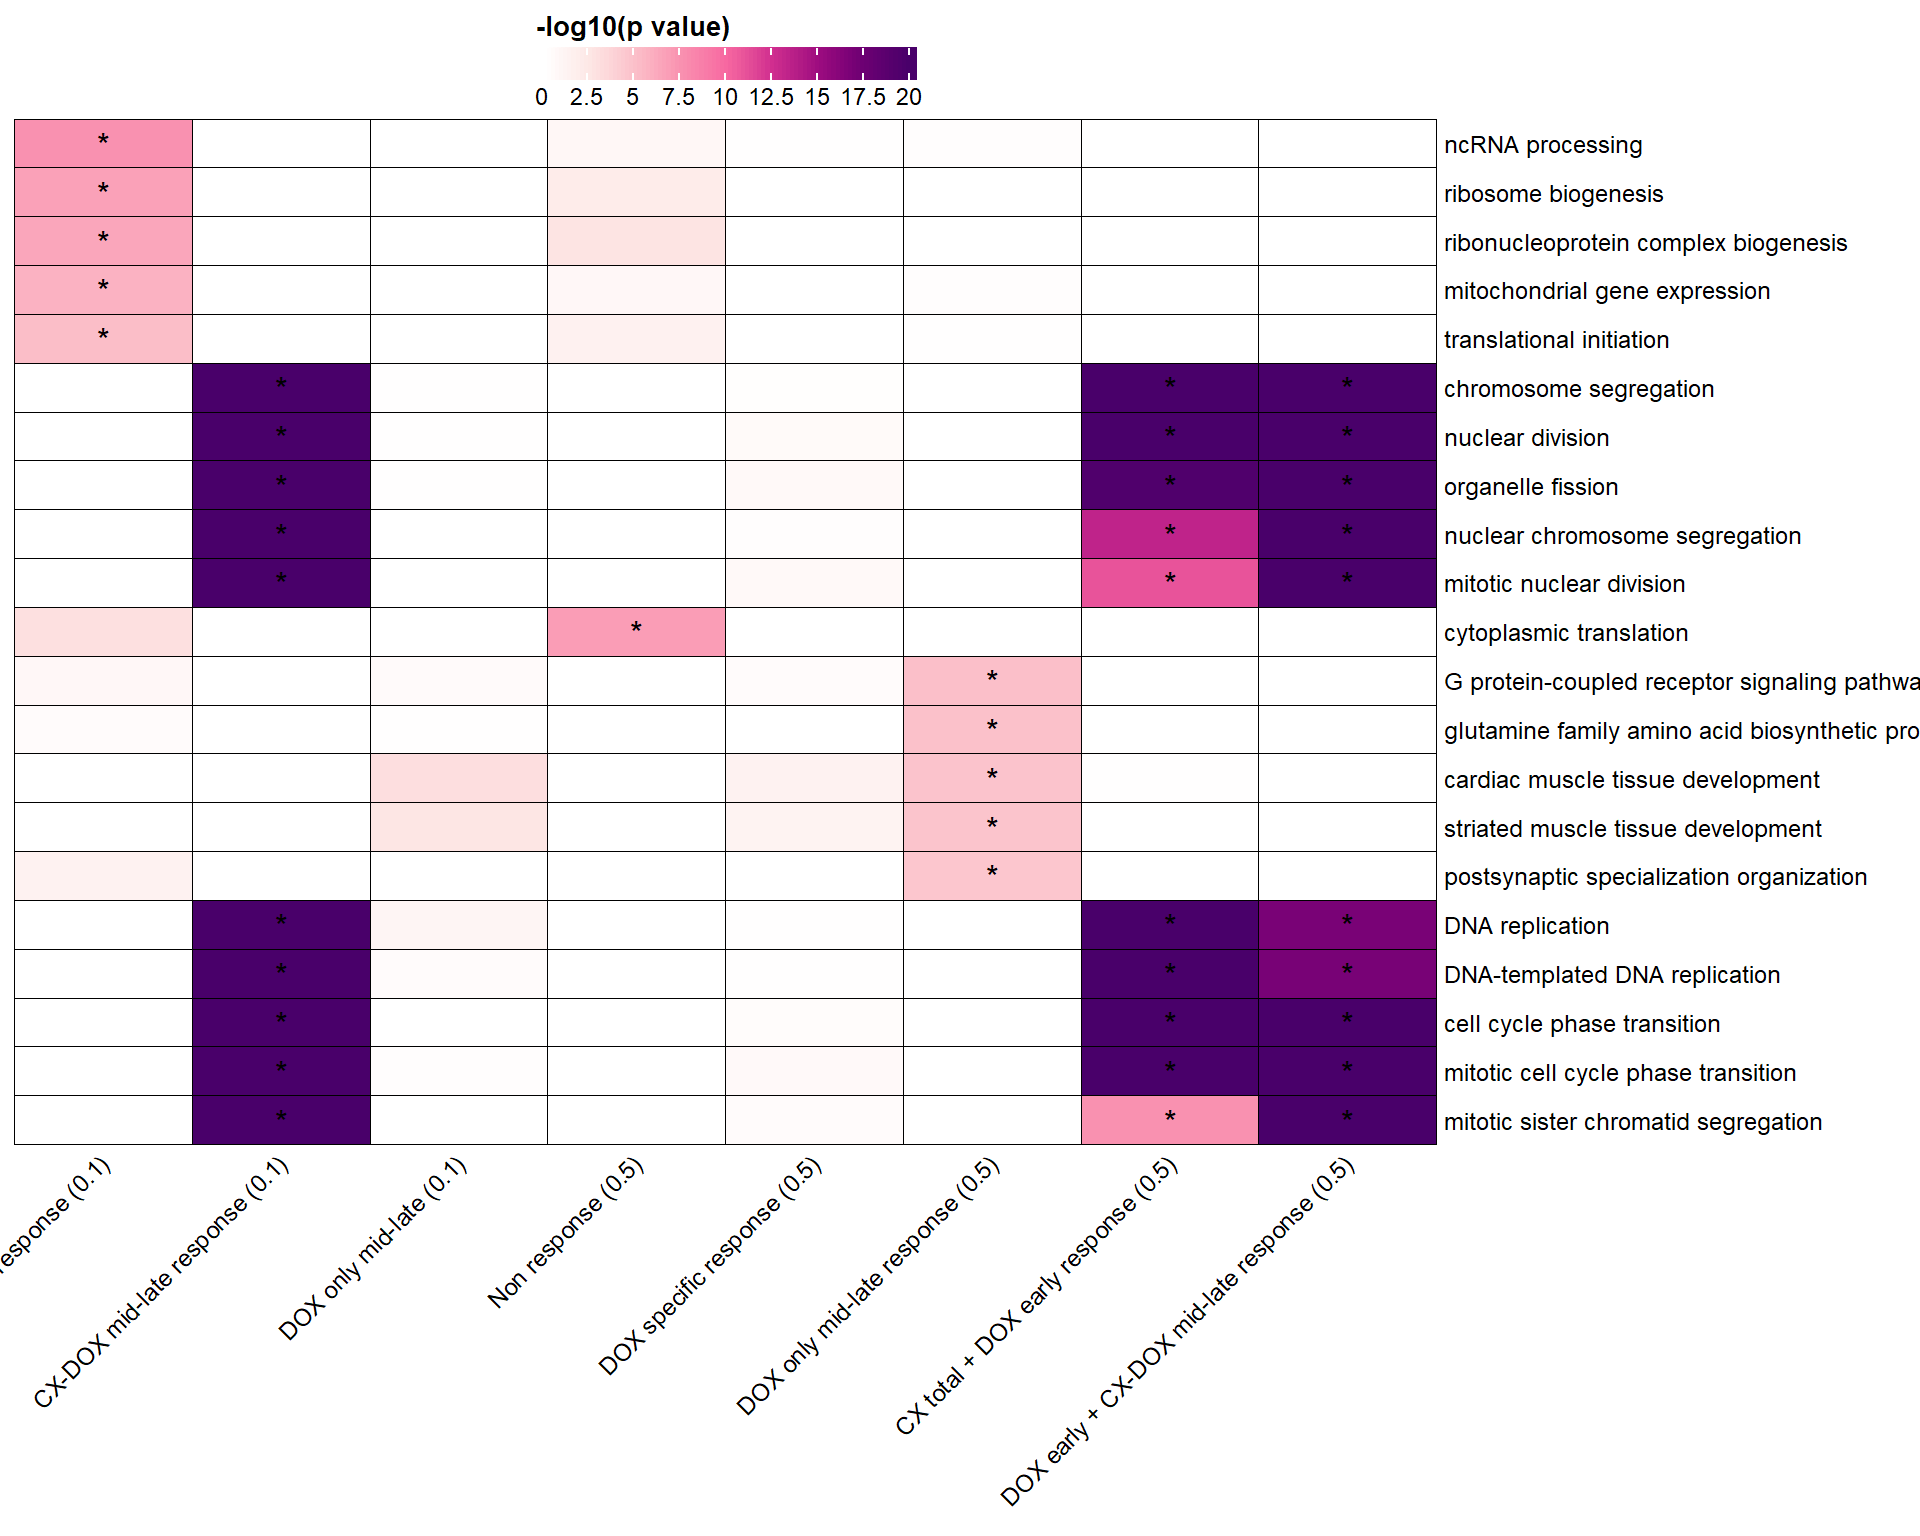 -log10(p value)
0 2.5 5 7.5 10 12.5 15 17.5 20
* ncRNA processing
* ribosome biogenesis
* ribonucleoprotein complex biogenesis
* mitochondrial gene expression
* translational initiation
* * * chromosome segregation
* * * nuclear division
* * * organelle fission
* * * nuclear chromosome segregation
* * * mitotic nuclear division
* cytoplasmic translation
* G protein-coupled receptor signaling
* glutamine family amino acid biosynthetic
* cardiac muscle tissue development
* striated muscle tissue development
* postsynaptic specialization organization
* * * DNA replication
* * * DNA-templated DNA replication
* * * cell cycle phase transition
* * * mitotic cell cycle phase transition
* * * mitotic sister chromatid segregation
(0.1)
CX-DOX mid-late response (0.1)
DOX only mid-late (0.1)
Non response (0.5)
DOX specific response (0.5)
DOX only mid-late response (0.5)
CX total + DOX early response (0.5)
DOX early + CX-DOX mid-late response (0.5)